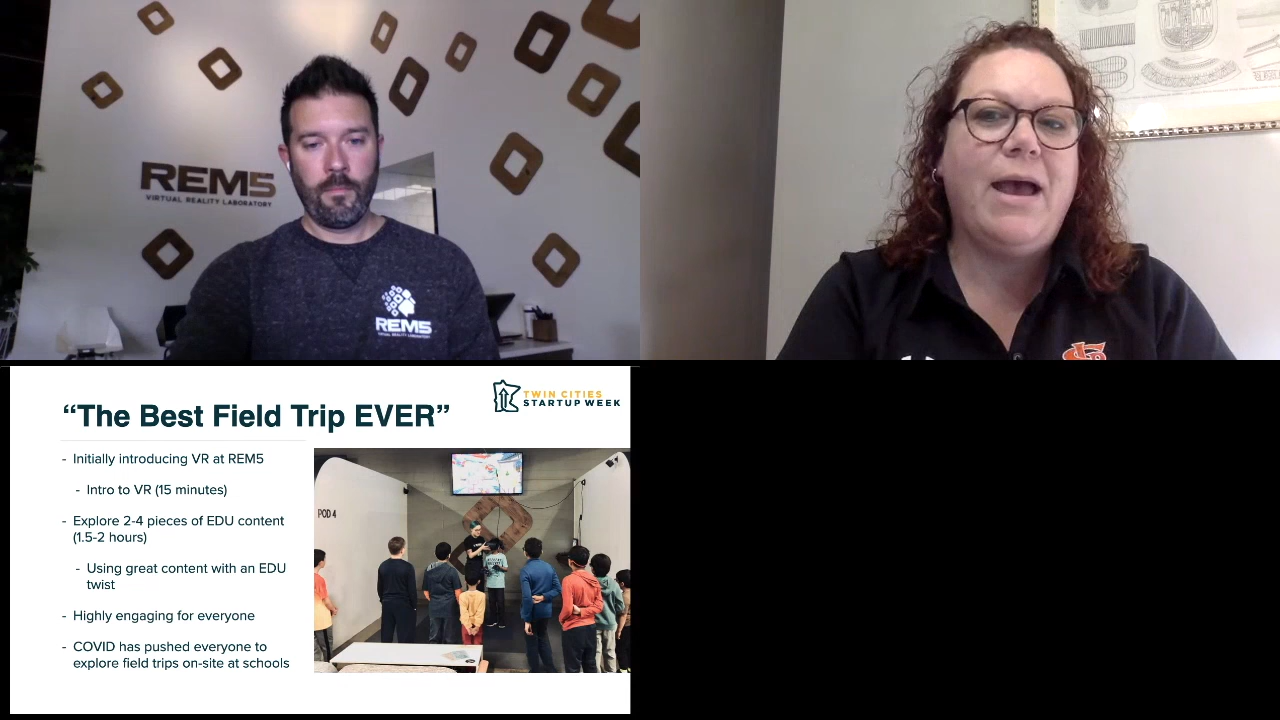 REM5
VIRTUAL REALITY LABORATORY
REM5
VIRTUAL REALITY LABORATORY
“The Best Field Trip EVER”
TWIN CITIES
STARTUP WEEK
- Initially introducing VR at REM5
- Intro to VR (15 minutes)
- Explore 2-4 pieces of EDU content
(1.5-2 hours)
- Using great content with an EDU
twist
- Highly engaging for everyone
- COVID has pushed everyone to
explore field trips on-site at schools
POD 4